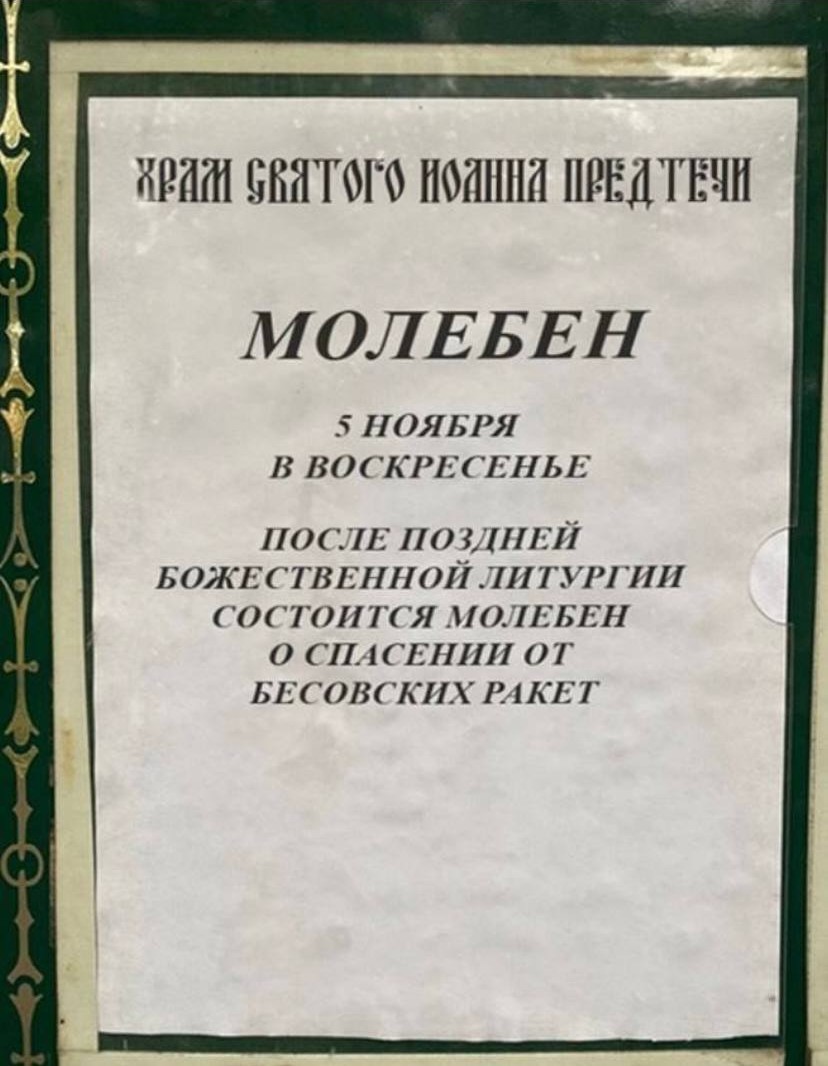 ХРАМ СВЯТОГО ИОАННА ПРЕДТЕЧИ
МОЛЕБЕН
5 НОЯБРЯ
В ВОСКРЕСЕНЬЕ
ПОСЛЕ ПОЗДНЕЙ
БОЖЕСТВЕННОЙ ЛИТУРГИИ
СОСТОИТСЯ МОЛЕБЕН
О СПАСЕНИИ ОТ
БЕСОВСКИХ РАКЕТ